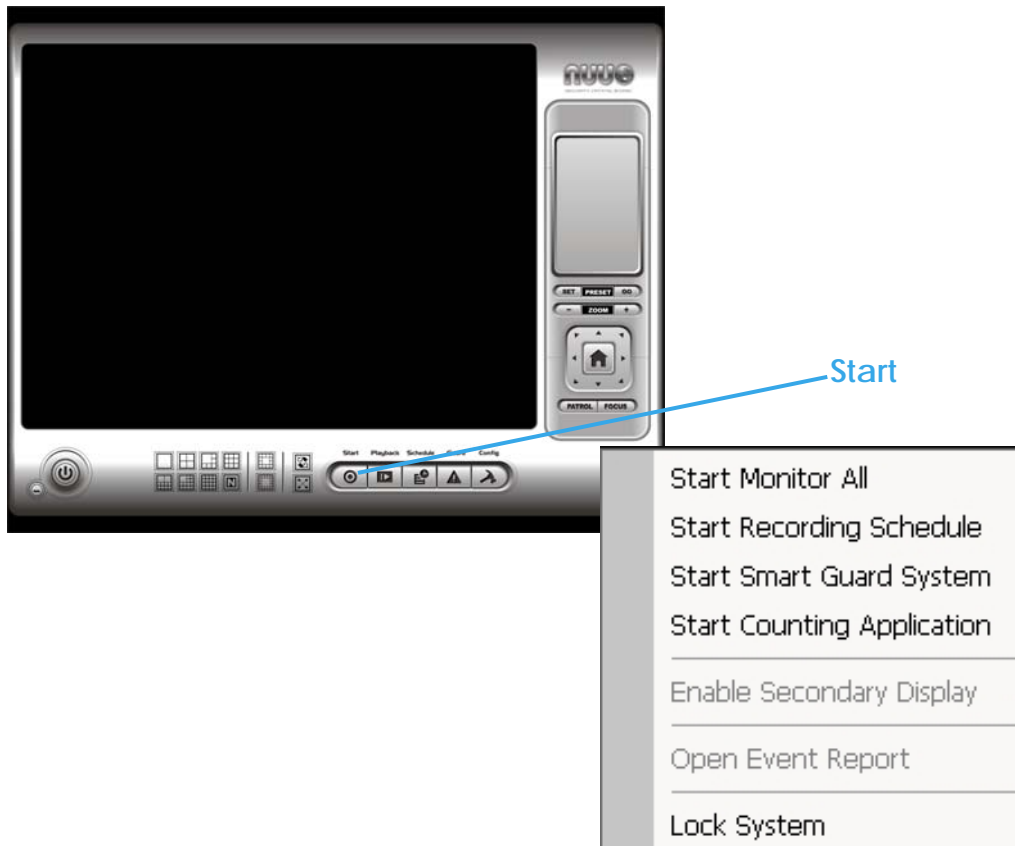 nuuo
SET PRESET GO
- ZOOM +
PATROL FOCUS
Start
Start Playback Schedule Config
N
Start Monitor All
Start Recording Schedule
Start Smart Guard System
Start Counting Application
Enable Secondary Display
Open Event Report
Lock System